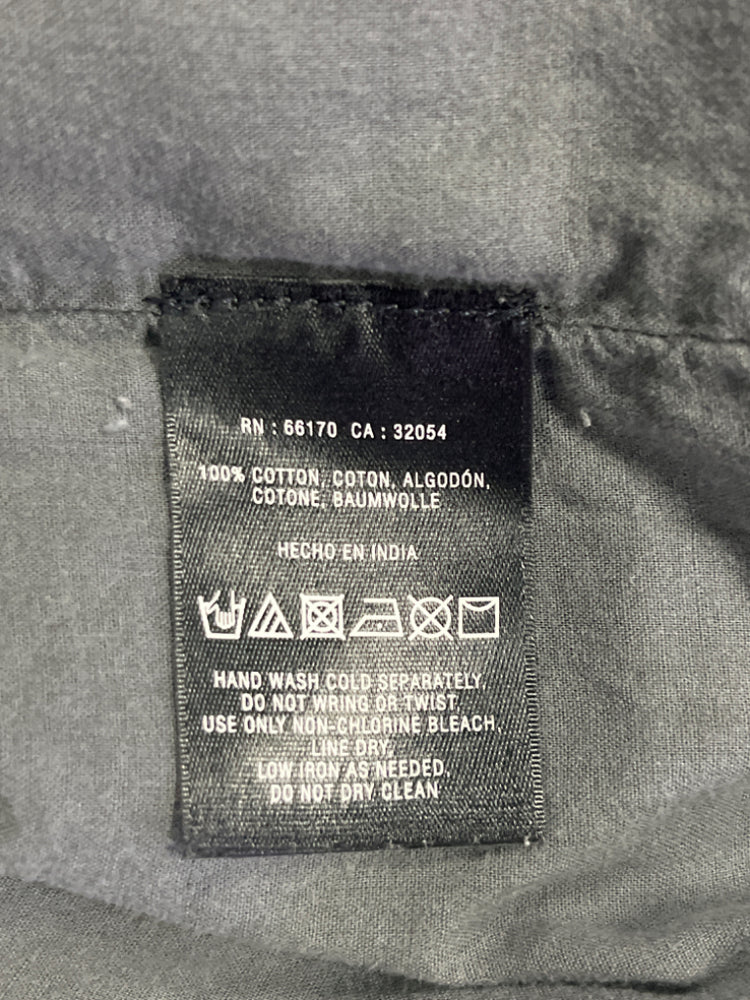 RN : 66170 CA : 32054
100% COTTON, COTON, ALGODÓN,
COTONE, BAUMWOLLE
HECHO EN INDIA
HAND WASH COLD SEPARATELY,
DO NOT WRING OR TWIST,
USE ONLY NON-CHLORINE BLEACH,
LINE DRY,
LOW IRON AS NEEDED,
DO NOT DRY CLEAN